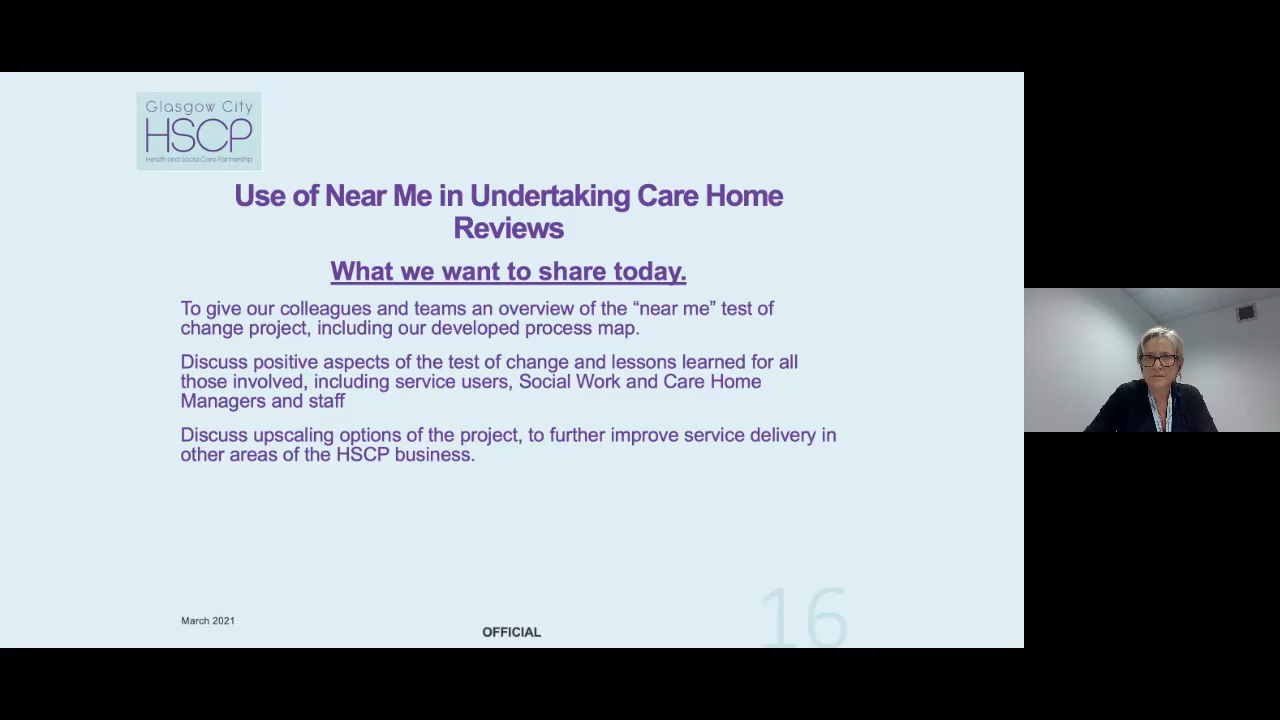 Glasgow City
HSCP
Health and Social Care Partnership
Use of Near Me in Undertaking Care Home
Reviews
What we want to share today.
To give our colleagues and teams an overview of the “near me” test of
change project, including our developed process map.
Discuss positive aspects of the test of change and lessons learned for all
those involved, including service users, Social Work and Care Home
Managers and staff
Discuss upscaling options of the project, to further improve service delivery in
other areas of the HSCP business.
March 2021
OFFICIAL
16